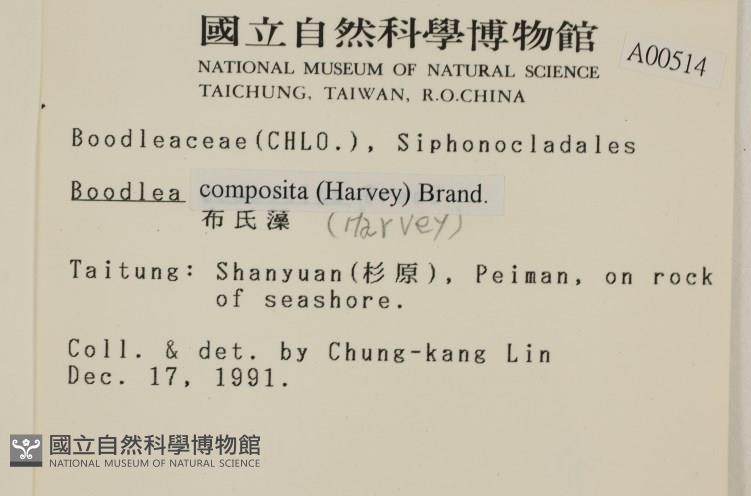 國立自然科學博物館
NATIONAL MUSEUM OF NATURAL SCIENCE
TAICHUNG, TAIWAN, R.O.CHINA
A00514
Boodleaceae(CHLO.), Siphonocladales
Boodlea composita (Harvey) Brand.
布氏藻 (Harvey)
Taitung: Shanyuan(杉原), Peiman, on rock
of seashore.
Coll. & det. by Chung-kang Lin
Dec. 17, 1991.
國立自然科學博物館
NATIONAL MUSEUM OF NATURAL SCIENCE